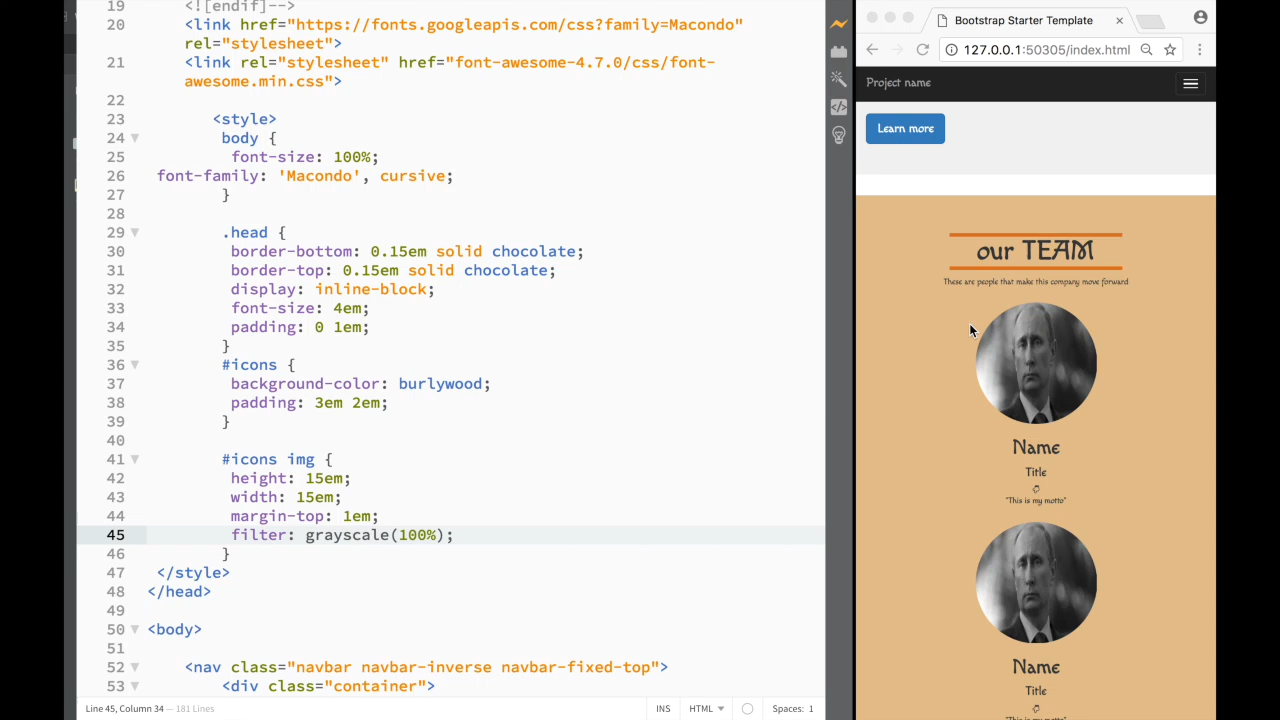 19 <![endif]-->
20 <link href="https://fonts.googleapis.com/css?family=Macondo"
rel="stylesheet">
21 <link rel="stylesheet" href="font-awesome-4.7.0/css/font-
awesome.min.css">
22
23 <style>
24 body {
25 font-size: 100%;
26 font-family: 'Macondo', cursive;
27 }
28
29 .head {
30 border-bottom: 0.15em solid chocolate;
31 border-top: 0.15em solid chocolate;
32 display: inline-block;
33 font-size: 4em;
34 padding: 0 1em;
35 }
36 #icons {
37 background-color: burlywood;
38 padding: 3em 2em;
39 }
40
41 #icons img {
42 height: 15em;
43 width: 15em;
44 margin-top: 1em;
45 filter: grayscale(100%);
46 }
47 </style>
48 </head>
49
50 <body>
51
52 <nav class="navbar navbar-inverse navbar-fixed-top">
53 <div class="container">
Line 45, Column 34 — 181 Lines
INS HTML Spaces: 1
Bootstrap Starter Template
127.0.0.1:50305/index.html
Project name
Learn more
our TEAM
These are people that make this company move forward
Name
Title
"This is my motto"
Name
Title
"This is my motto"